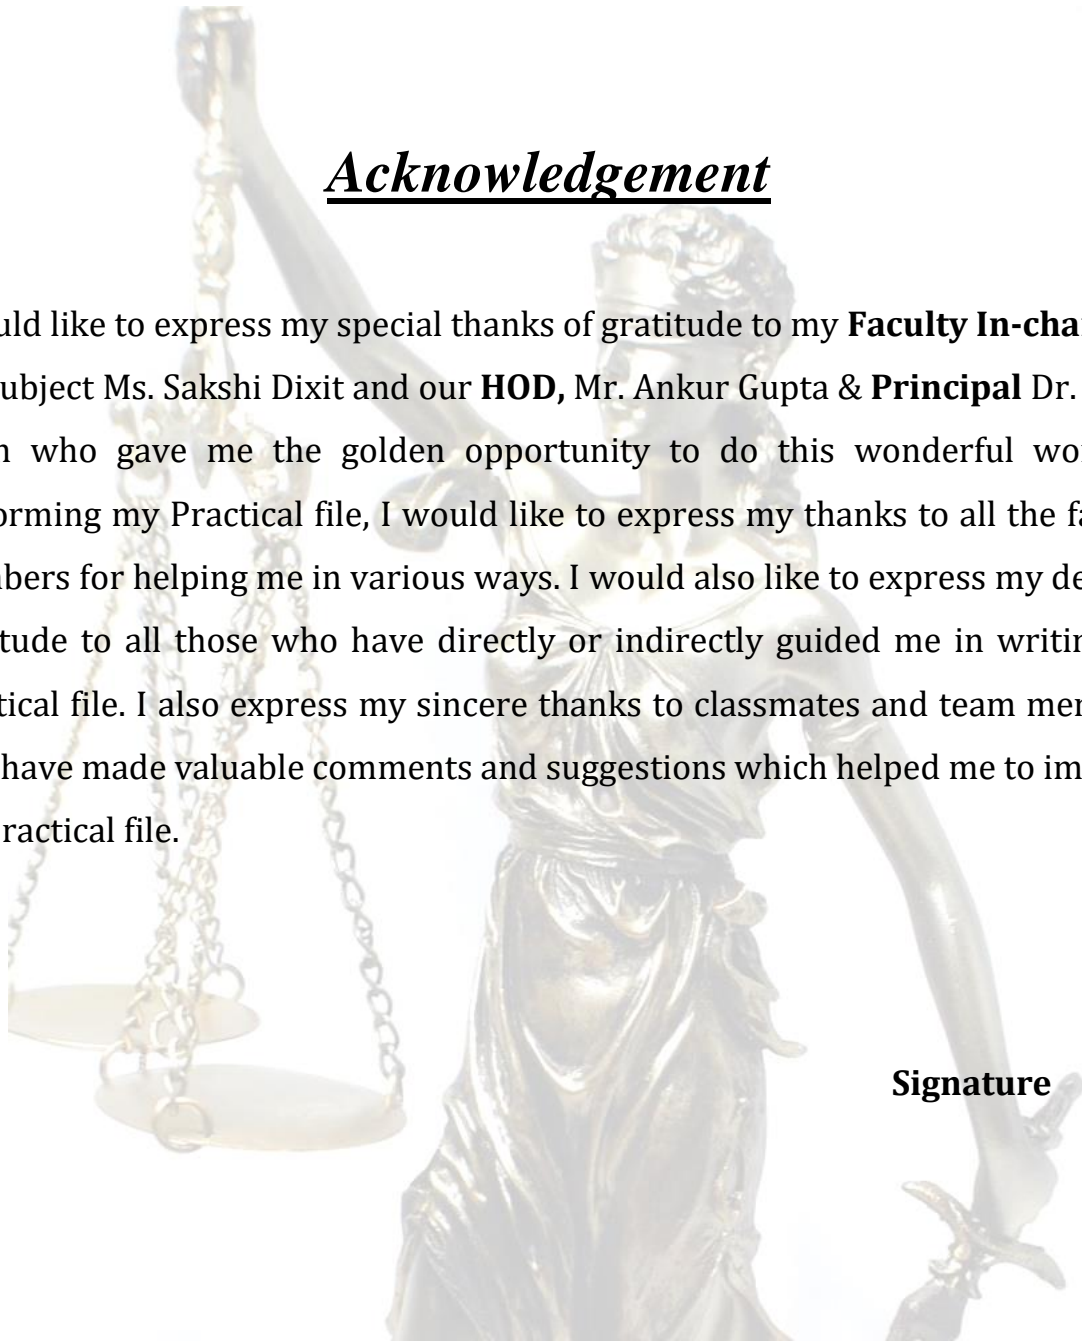 Acknowledgement
uld like to express my special thanks of gratitude to my Faculty In-cha
ubject Ms. Sakshi Dixit and our HOD, Mr. Ankur Gupta & Principal Dr.
n who gave me the golden opportunity to do this wonderful wor
orming my Practical file, I would like to express my thanks to all the fa
bers for helping me in various ways. I would also like to express my de
tude to all those who have directly or indirectly guided me in writin
tical file. I also express my sincere thanks to classmates and team mer
have made valuable comments and suggestions which helped me to im
ractical file.
Signature